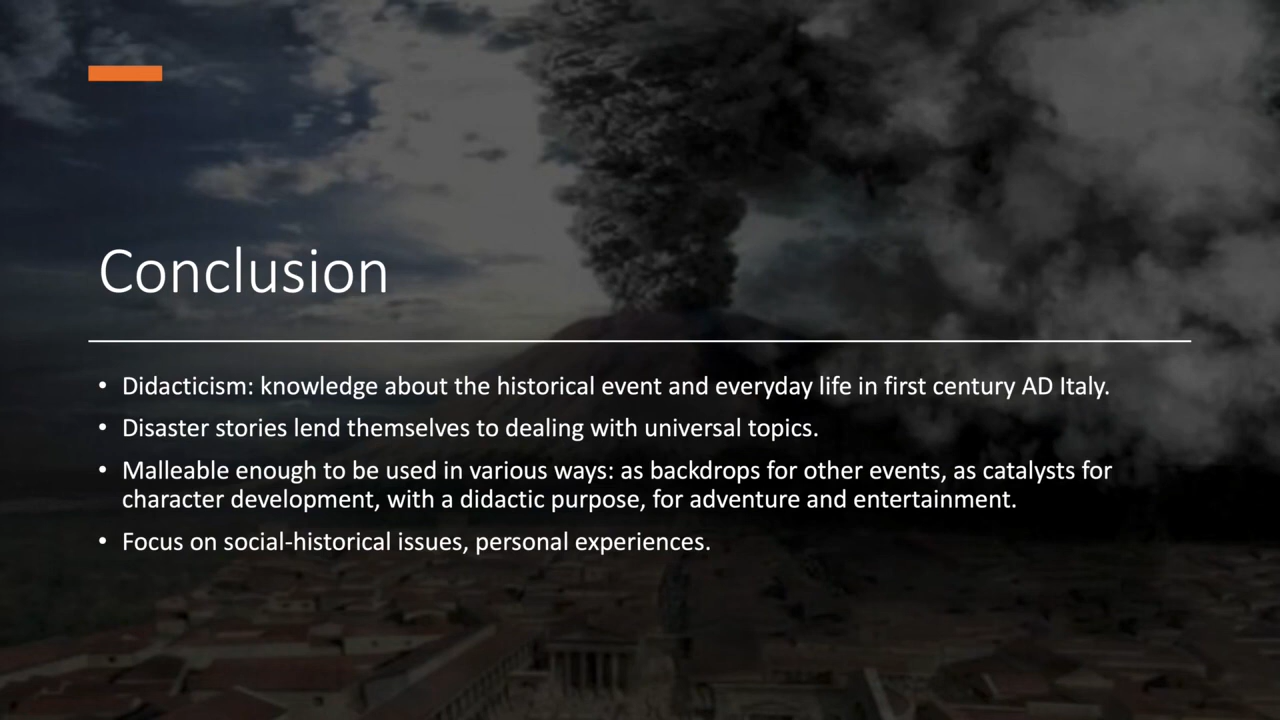 Conclusion
• Didacticism: knowledge about the historical event and everyday life in first century AD Italy.
• Disaster stories lend themselves to dealing with universal topics.
• Malleable enough to be used in various ways: as backdrops for other events, as catalysts for
character development, with a didactic purpose, for adventure and entertainment.
• Focus on social-historical issues, personal experiences.